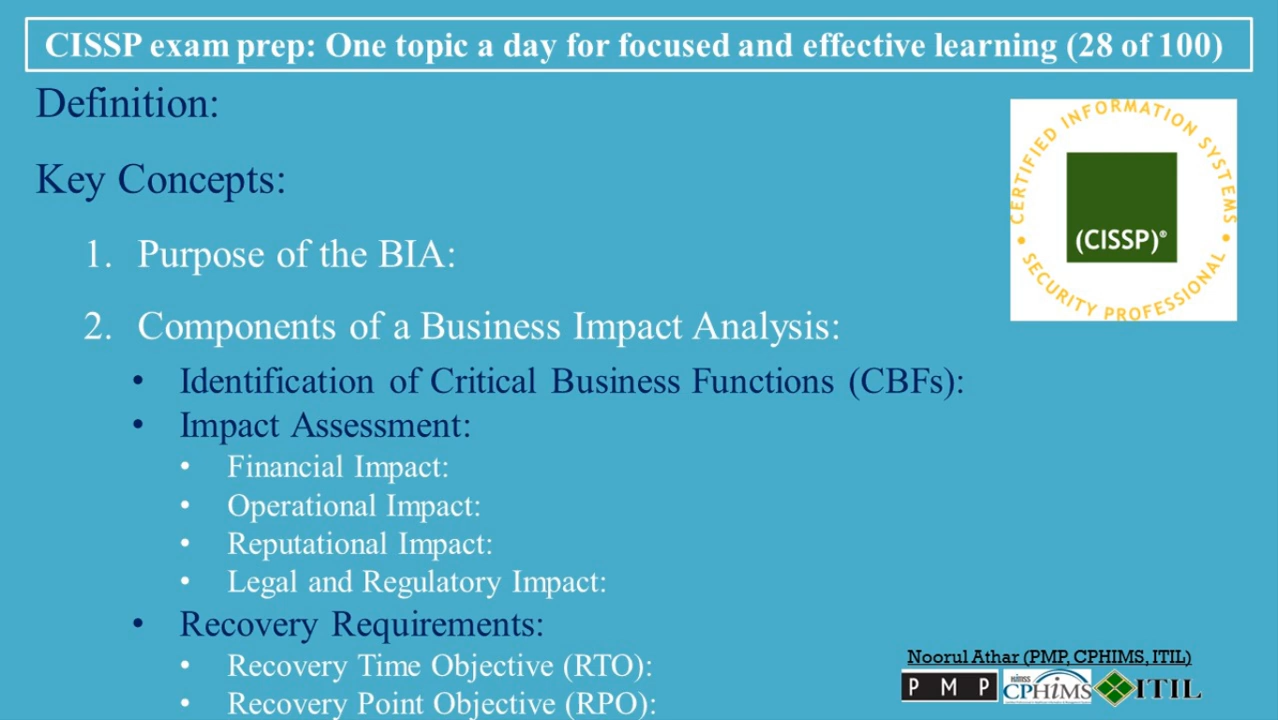 CISSP exam prep: One topic a day for focused and effective learning (28 of 100)
Definition:
Key Concepts:
1. Purpose of the BIA:
2. Components of a Business Impact Analysis:
• Identification of Critical Business Functions (CBFs):
• Impact Assessment:
• Financial Impact:
• Operational Impact:
• Reputational Impact:
• Legal and Regulatory Impact:
• Recovery Requirements:
• Recovery Time Objective (RTO):
• Recovery Point Objective (RPO):
• CERTIFIED INFORMATION SYSTEMS •
(CISSP)®
SECURITY PROFESSIONAL
Noorul Athar (PMP, CPHIMS, ITIL)
PMP
HIMSS
CPHIMS
ITIL